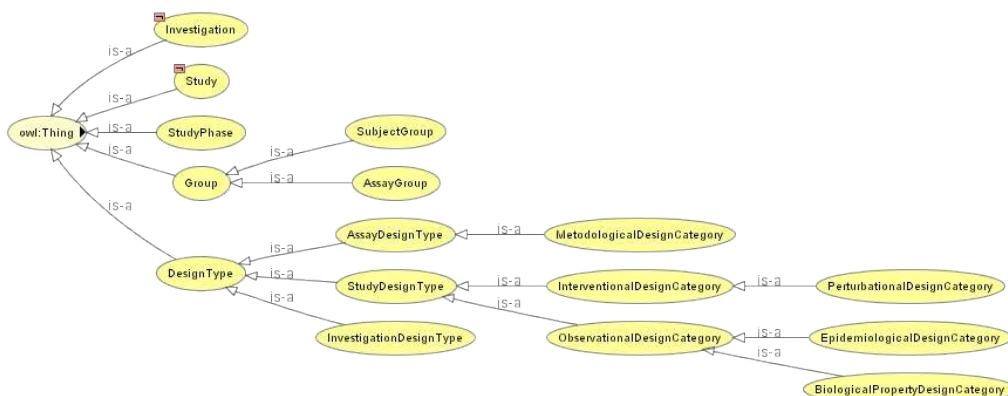 Investigation
is-a
Study
is-a
owl:Thing
is-a
StudyPhase
SubjectGroup
is-a
is-a
Group
is-a
AssayGroup
is-a
AssayDesignType
is-a
MetodologicalDesignCategory
is-a
DesignType
is-a
StudyDesignType
is-a
InterventionalDesignCategory
is-a
PerturbationalDesignCategory
is-a
is-a
InvestigationDesignType
ObservationalDesignCategory
is-a
EpidemiologicalDesignCategory
is-a
BiologicalPropertyDesignCategory